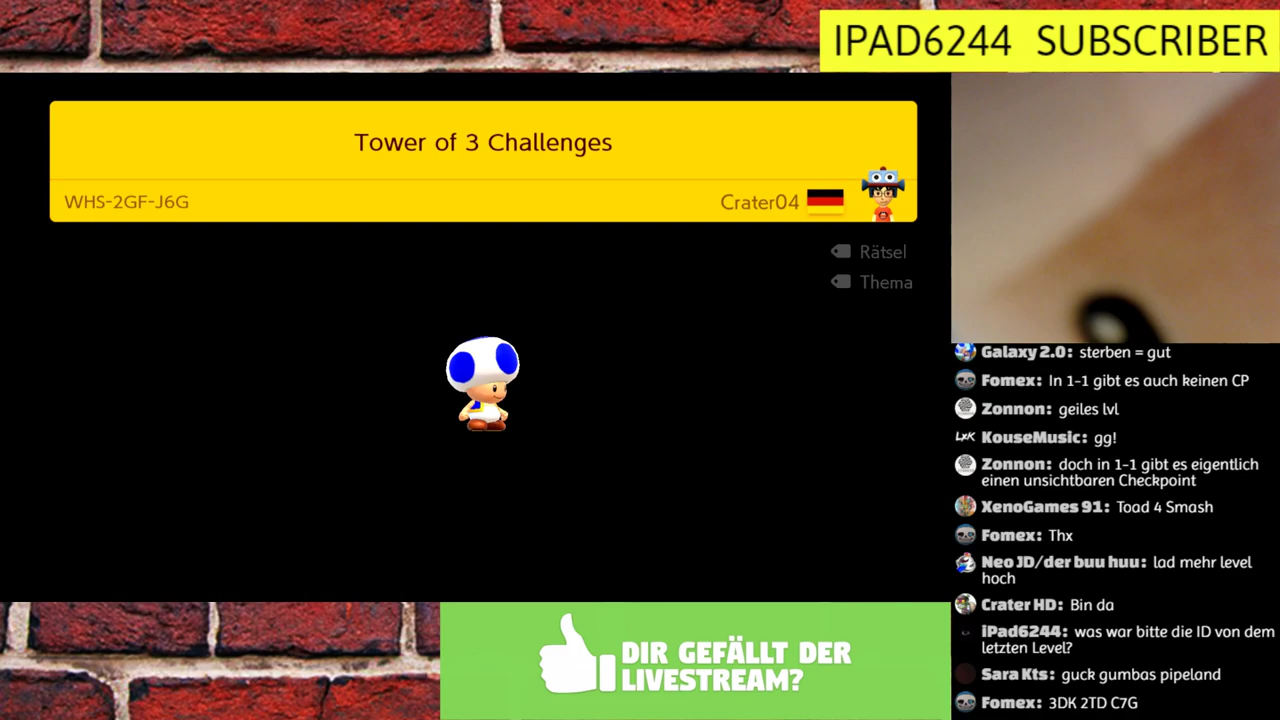 IPAD6244 SUBSCRIBER
Tower of 3 Challenges
WHS-2GF-J6G
Crater04
Rätsel
Thema
Galaxy 2.0: sterben = gut
Fomex: In 1-1 gibt es auch keinen CP
Zonnon: geiles lvl
LXK KouseMusic: gg!
Zonnon: doch in 1-1 gibt es eigentlich
einen unsichtbaren Checkpoint
XenoGames 91: Toad 4 Smash
Fomex: Thx
Neo JD/der buu huu: lad mehr level
hoch
Crater HD: Bin da
iPad6244: was war bitte die ID von dem
letzten Level?
Sara Kts: guck gumbas pipeland
Fomex: 3DK 2TD C7G
DIR GEFÄLLT DER
LIVESTREAM?